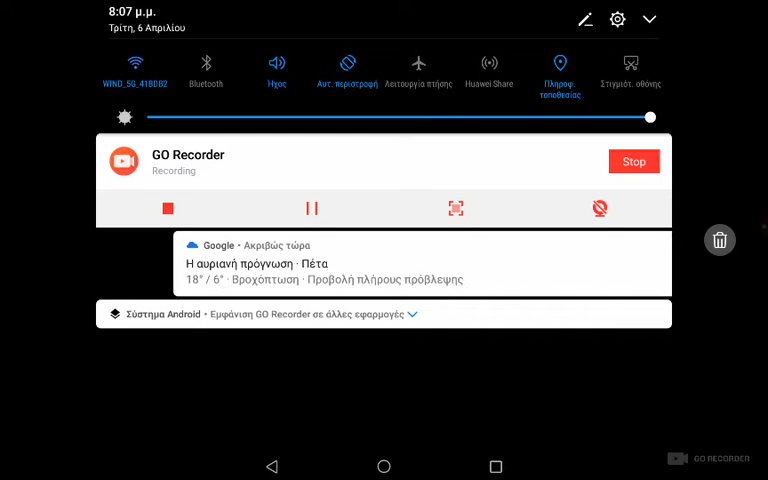 8:07 μ.μ.
Τρίτη, 6 Απριλίου
WIND_5G_41BDB2
Bluetooth
Ήχος
Αυτ. περιστροφή
Λειτουργία πτήσης
Huawei Share
Πληροφ. τοποθεσίας
Στιγμιότ. οθόνης
GO Recorder
Recording
Stop
Google • Ακριβώς τώρα
Η αυριανή πρόγνωση · Πέτα
18° / 6° · Βροχόπτωση · Προβολή πλήρους πρόβλεψης
Σύστημα Android • Εμφάνιση GO Recorder σε άλλες εφαρμογές
GO RECORDER